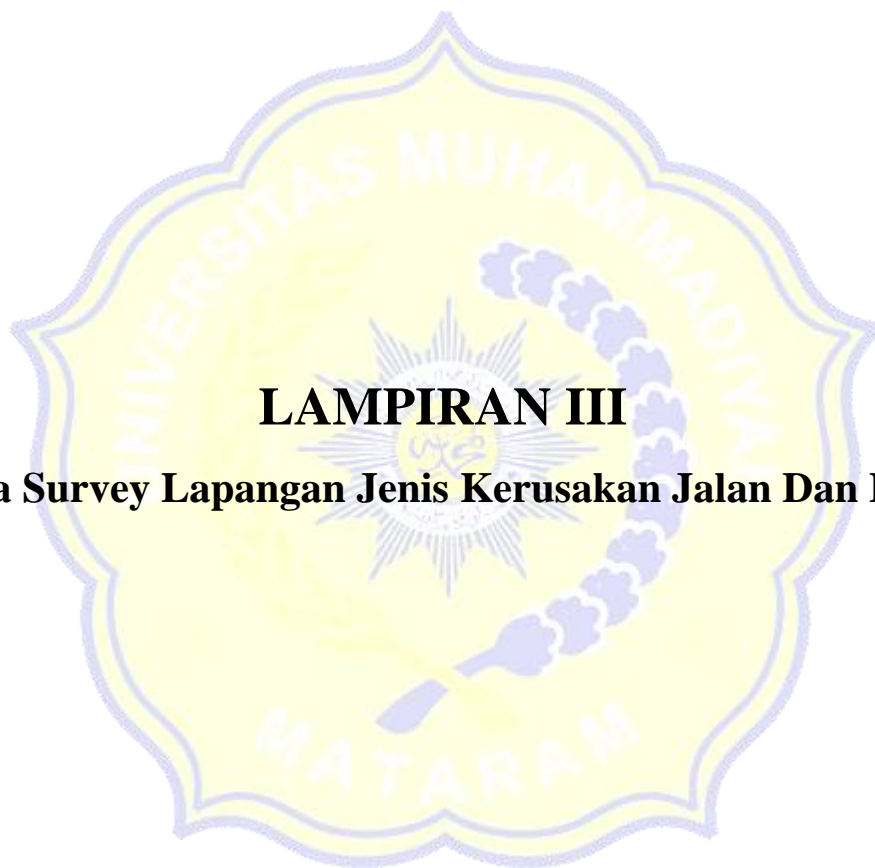 UNIVERSITAS MUHAMMADIYAH
LAMPIRAN III
a Survey Lapangan Jenis Kerusakan Jalan Dan
MATARAM